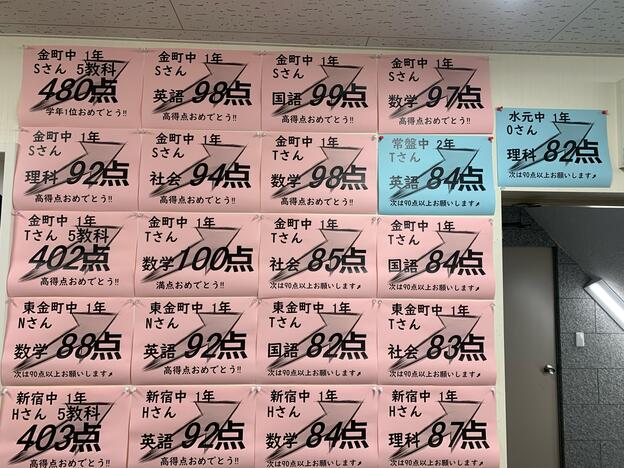 金町中 1年
Sさん 5教科
480点
学年1位おめでとう!!
金町中 1年
Sさん
英語 98点
高得点おめでとう!!
金町中 1年
Sさん
国語 99点
高得点おめでとう!!
金町中 1年
Sさん
数学 97点
高得点おめでとう!!
水元中 1年
Oさん
理科 82点
次は90点以上お願いします↗
金町中 1年
Sさん
理科 92点
高得点おめでとう!!
金町中 1年
Sさん
社会 94点
高得点おめでとう!!
金町中 1年
Tさん
数学 98点
高得点おめでとう!!
常盤中 2年
Tさん
英語 84点
次は90点以上お願いします↗
金町中 1年
Tさん 5教科
402点
高得点おめでとう!!
金町中 1年
Tさん
数学 100点
満点おめでとう!!
金町中 1年
Tさん
社会 85点
次は90点以上お願いします↗
金町中 1年
Tさん
国語 84点
次は90点以上お願いします↗
東金町中 1年
Nさん
数学 88点
次は90点以上お願いします↗
東金町中 1年
Nさん
英語 92点
高得点おめでとう!!
東金町中 1年
Tさん
国語 82点
次は90点以上お願いします↗
東金町中 1年
Tさん
社会 83点
次は90点以上お願いします↗
新宿中 1年
Hさん 5教科
403点
高得点おめでとう!!
新宿中 1年
Hさん
英語 92点
高得点おめでとう!!
新宿中 1年
Hさん
数学 84点
次は90点以上お願いします↗
新宿中 1年
Hさん
理科 87点
次は90点以上お願いします↗